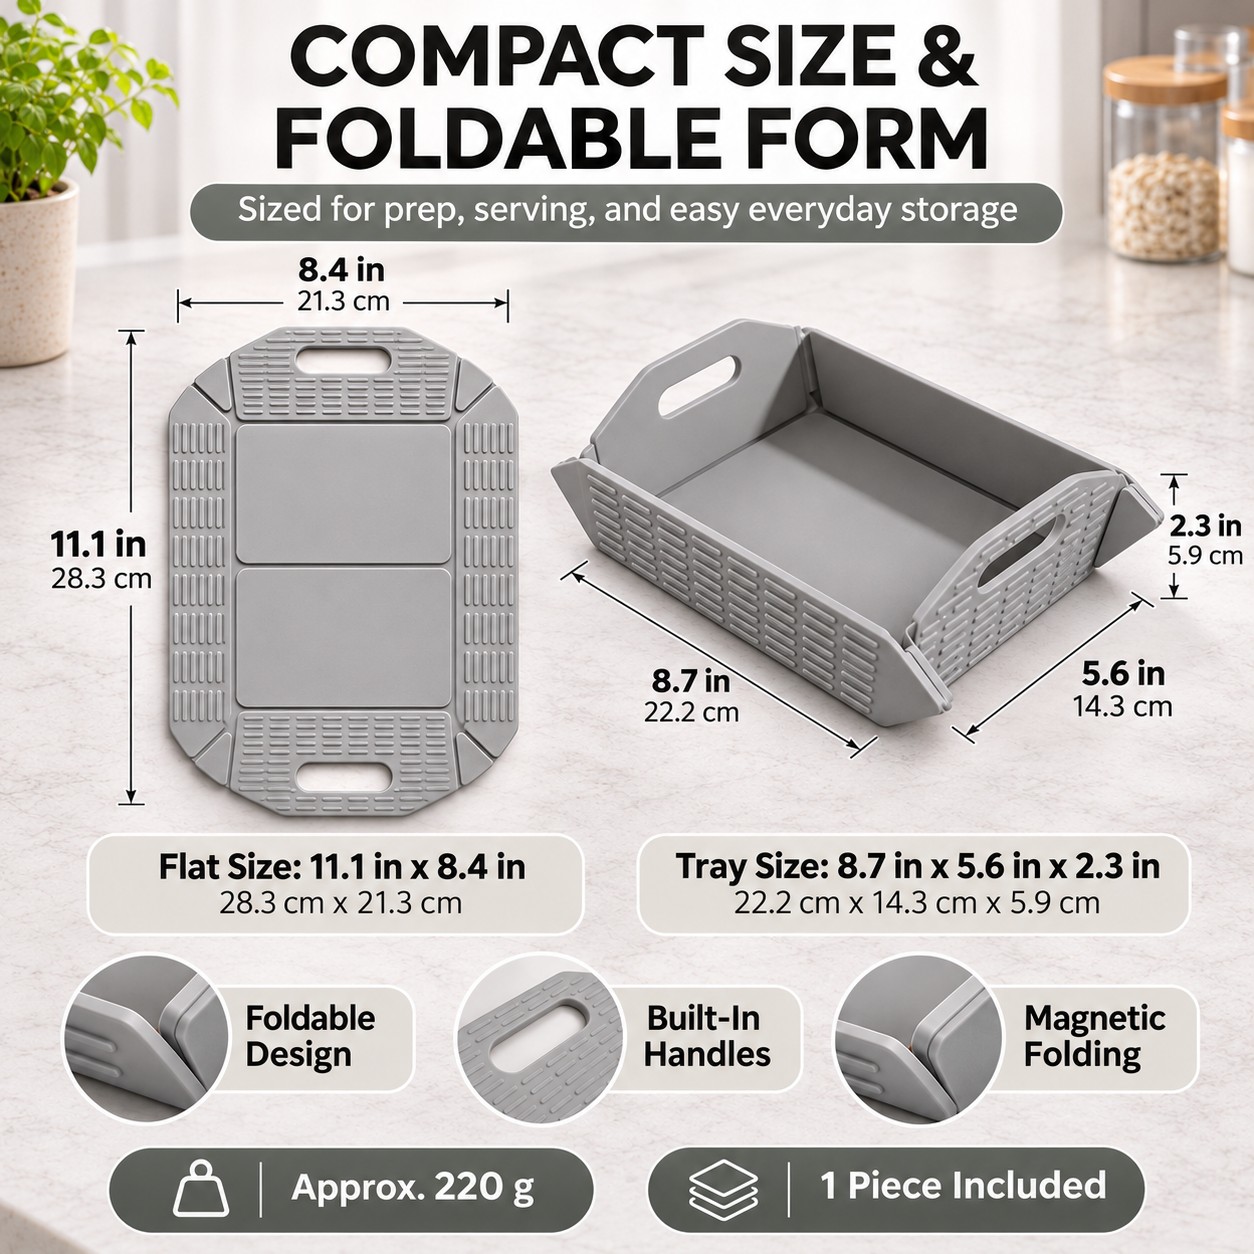 COMPACT SIZE &
FOLDABLE FORM
Sized for prep, serving, and easy everyday storage
8.4 in
21.3 cm
11.1 in
28.3 cm
2.3 in
5.9 cm
8.7 in
22.2 cm
5.6 in
14.3 cm
Flat Size: 11.1 in x 8.4 in
28.3 cm x 21.3 cm
Tray Size: 8.7 in x 5.6 in x 2.3 in
22.2 cm x 14.3 cm x 5.9 cm
Foldable
Design
Built-In
Handles
Magnetic
Folding
Approx. 220 g
1 Piece Included